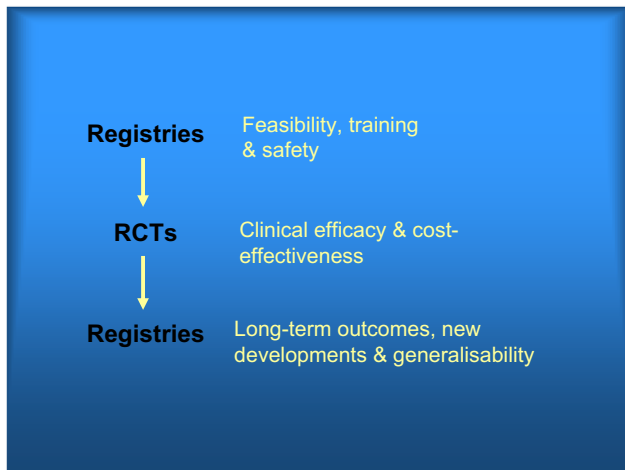 Registries
Feasibility, training
& safety
RCTs
Clinical efficacy & cost-
effectiveness
Registries
Long-term outcomes, new
developments & generalisability